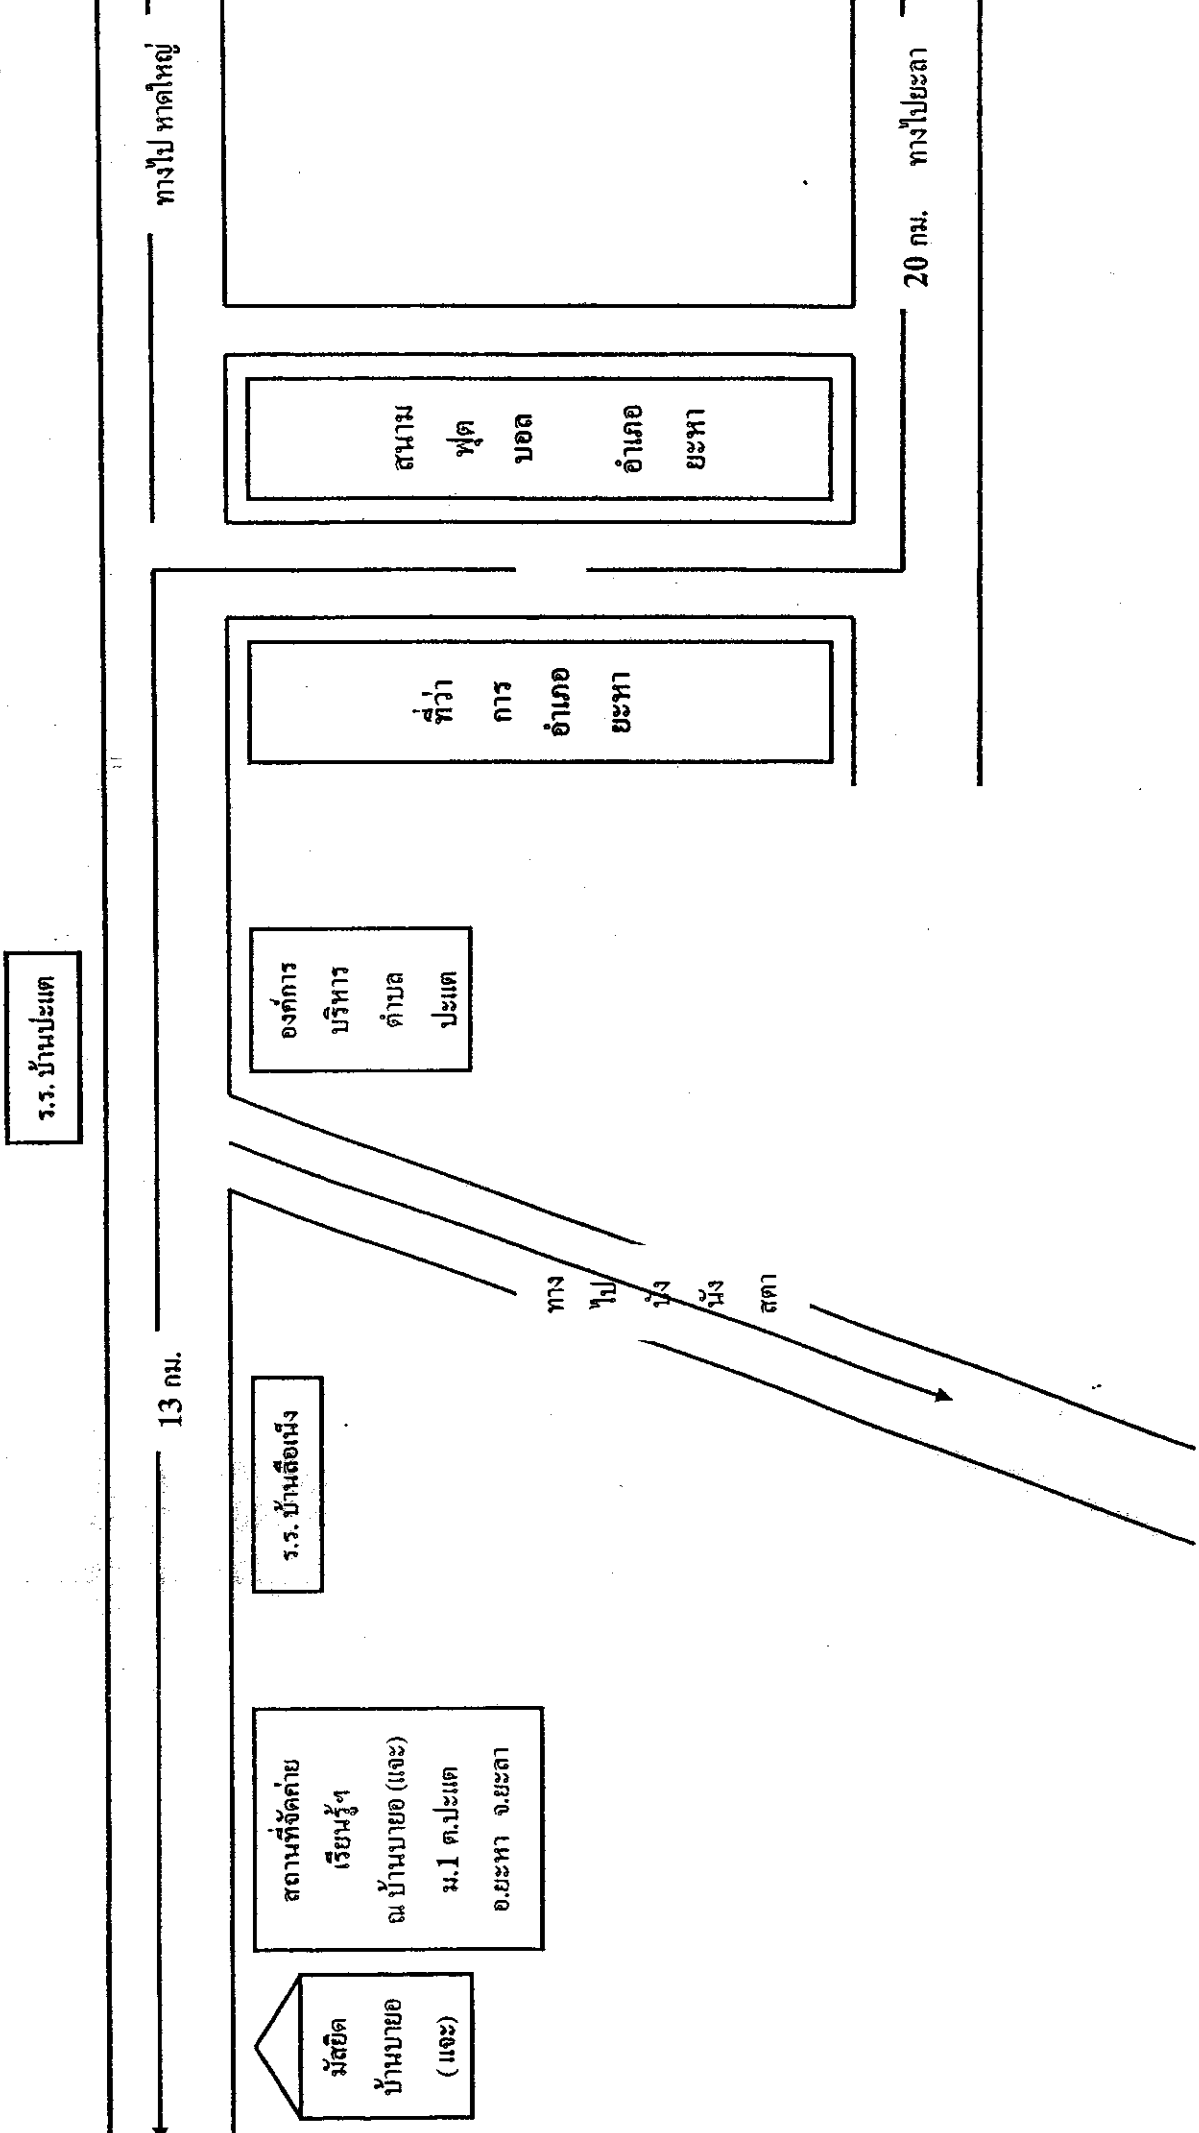 ร.ร. บ้านปะแต
13 กม.
ทางไป หาดใหญ่
มัสยิด
บ้านบายอ
(แจะ)
สถานที่จัดค่าย
เรียนรู้ฯ
ณ บ้านบายอ (แจะ)
ม.1 ต.ปะแต
อ.ยะหา จ.ยะลา
ร.ร. บ้านลือเน็ง
องค์การ
บริหาร
ตำบล
ปะแต
ที่ว่า
การ
อำเภอ
ยะหา
สนาม
ฟุต
บอล
อำเภอ
ยะหา
ทาง
ไป
บัง
นัง
สตา
20 กม. ทางไปยะลา